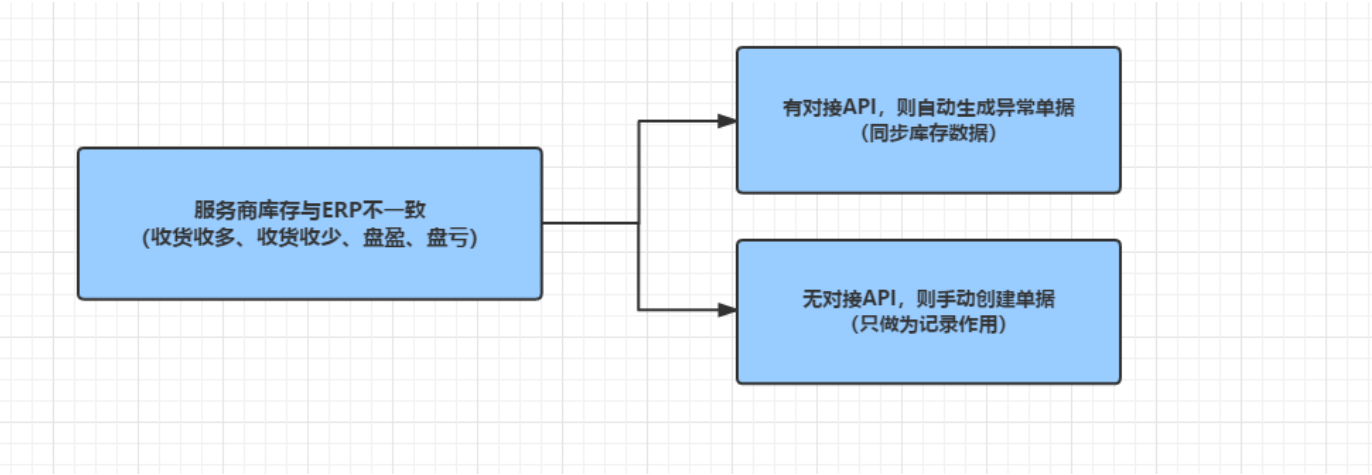 服务商库存与ERP不一致
(收货收多、收货收少、盘盈、盘亏)
有对接API，则自动生成异常单据
（同步库存数据）
无对接API，则手动创建单据
（只做为记录作用）